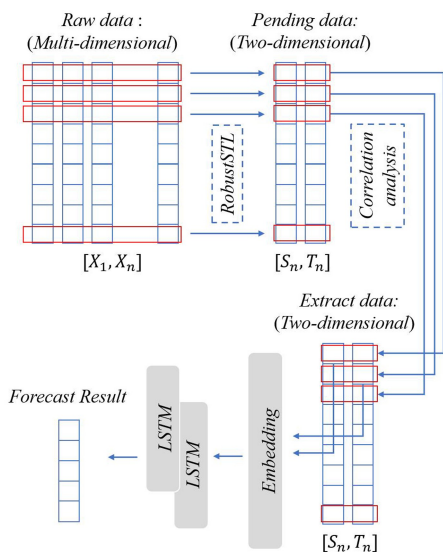 Raw data :
(Multi-dimensional)
Pending data:
(Two-dimensional)
RobustSTL
Correlation
analysis
[X₁, Xₙ]
[Sₙ, Tₙ]
Extract data:
(Two-dimensional)
Forecast Result
LSTM
LSTM
Embedding
[Sₙ, Tₙ]